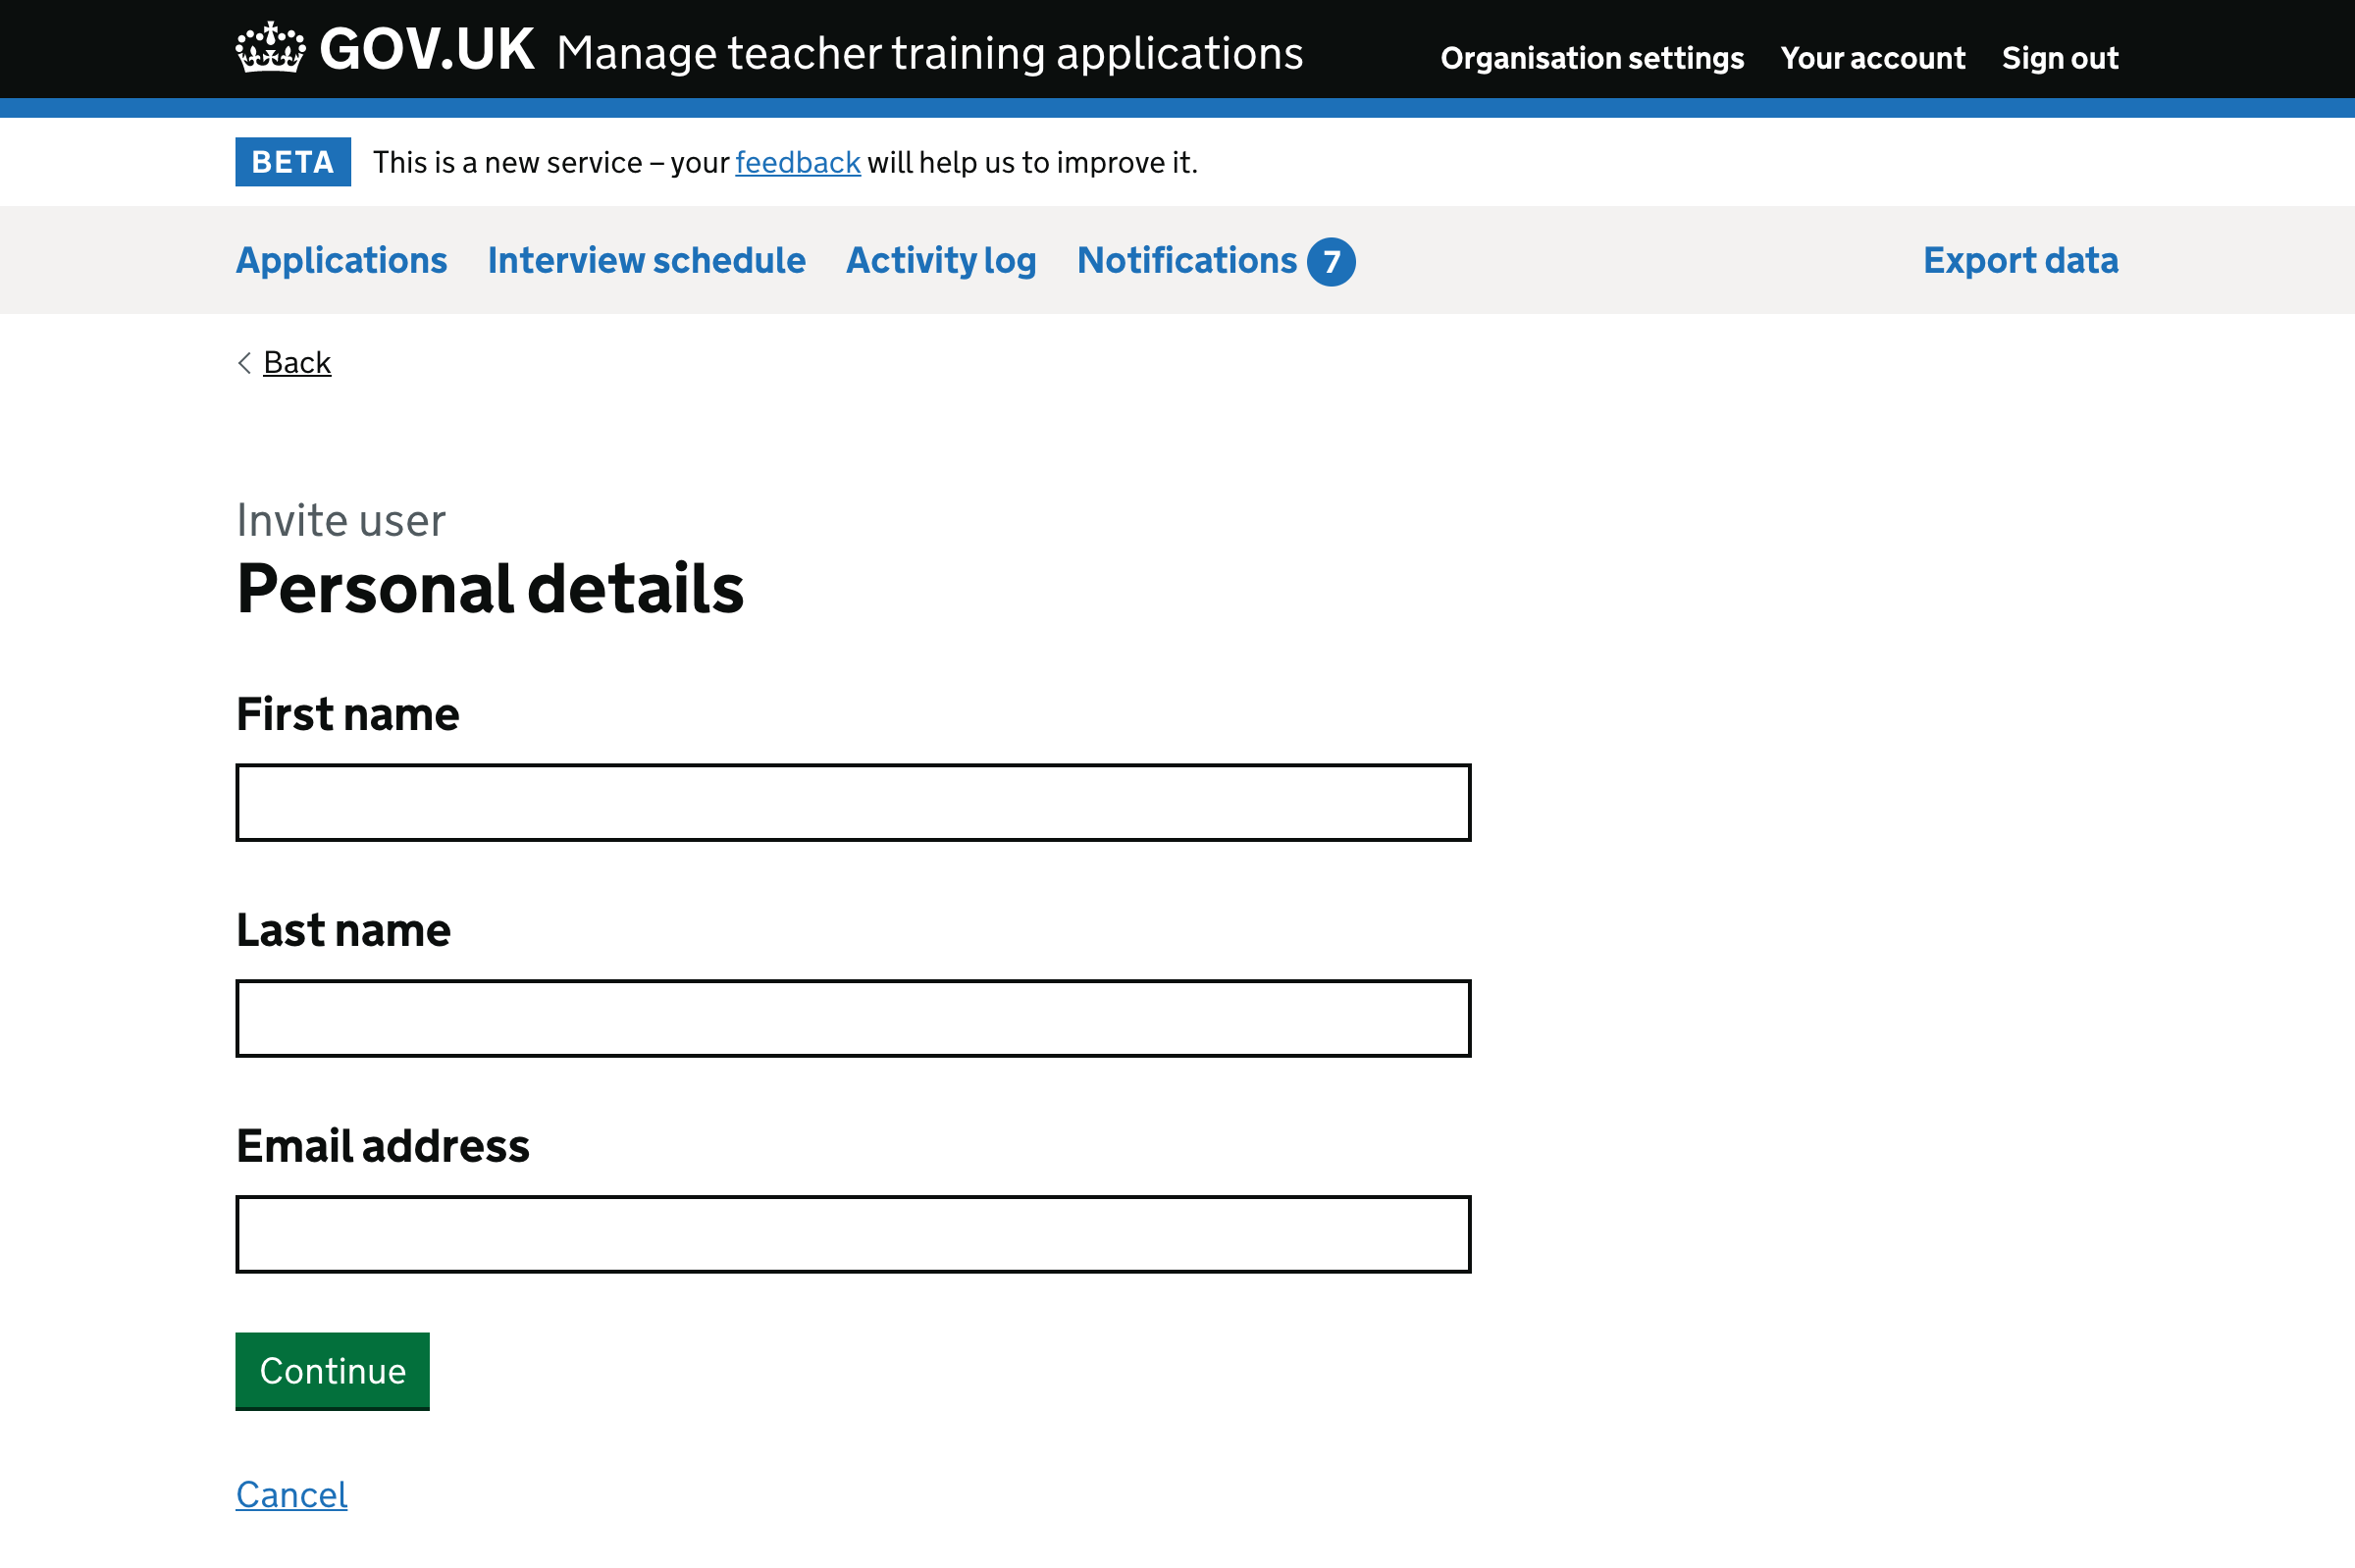 GOV.UK Manage teacher training applications Organisation settings Your account Sign out
BETA This is a new service – your feedback will help us to improve it.
Applications Interview schedule Activity log Notifications 7 Export data
Back
Invite user
Personal details
First name
Last name
Email address
Continue
Cancel